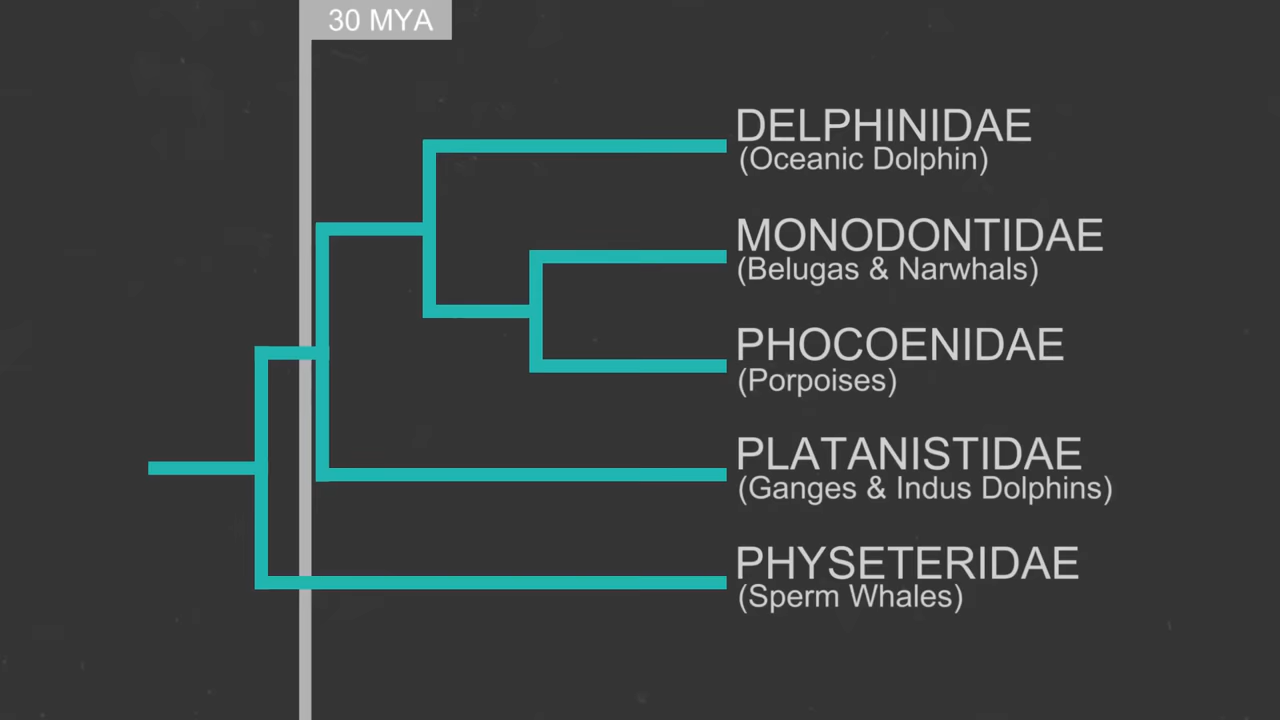 30 MYA
DELPHINIDAE
(Oceanic Dolphin)
MONODONTIDAE
(Belugas & Narwhals)
PHOCOENIDAE
(Porpoises)
PLATANISTIDAE
(Ganges & Indus Dolphins)
PHYSETERIDAE
(Sperm Whales)